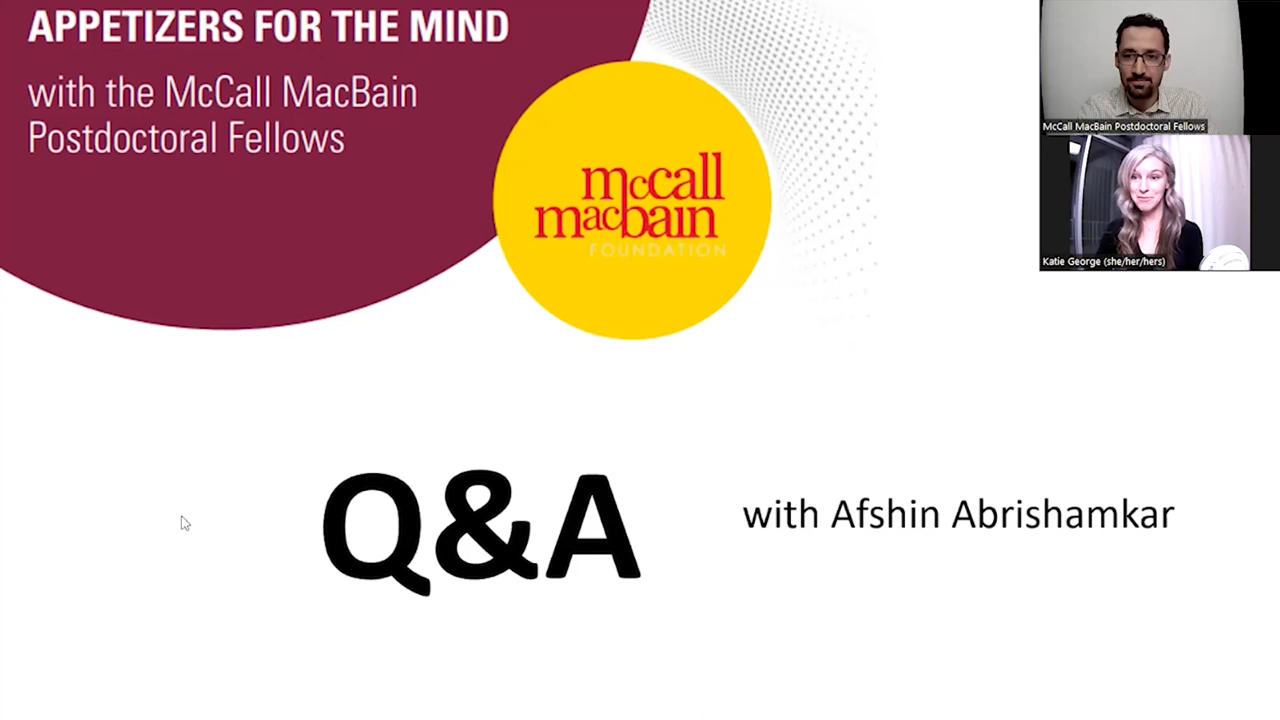 APPETIZERS FOR THE MIND
with the McCall MacBain
Postdoctoral Fellows
mccall
macbain
FOUNDATION
McCall MacBain Postdoctoral Fellows
Katie George (she/her/hers)
Q&A
with Afshin Abrishamkar